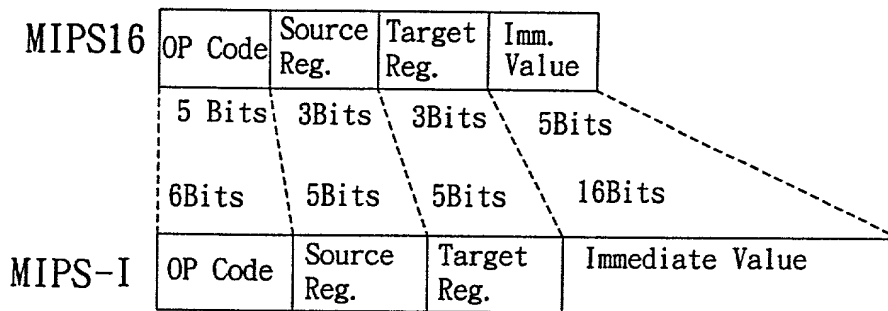 MIPS16
OP Code
Source
Reg.
Target
Reg.
Imm.
Value
5 Bits
3Bits
3Bits
5Bits
6Bits
5Bits
5Bits
16Bits
MIPS-I
OP Code
Source
Reg.
Target
Reg.
Immediate Value